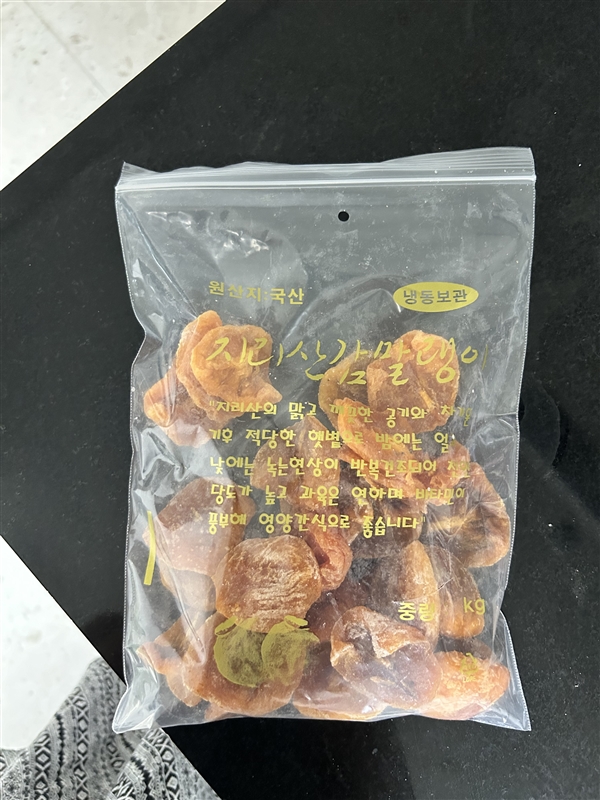 원산지:국산
냉동보관
지리산감말랭이
"지리산의 맑고 깨끗한 공기와 차가운
기후 적당한 햇볕으로 밤에는 얼고
낮에는 녹는현상이 반복건조되어
당도가 높고 과육은 연하며 비타민이
풍부해 영양간식으로 좋습니다"
중량 kg